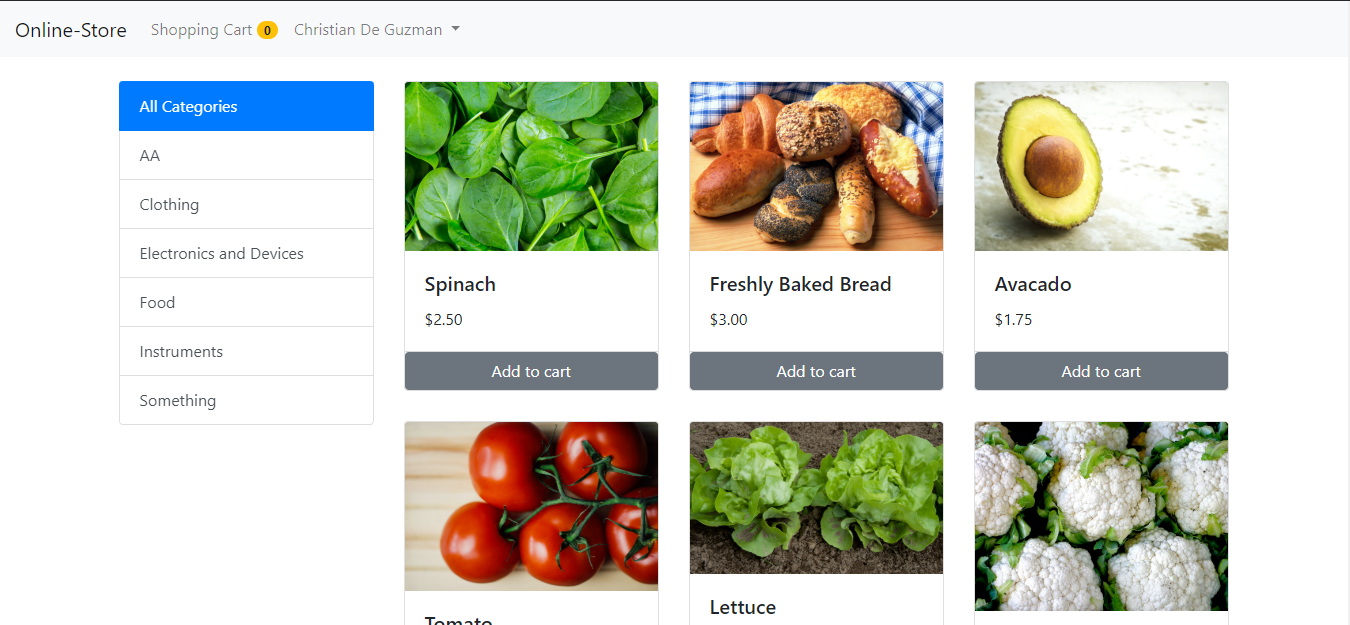 Online-Store Shopping Cart 0 Christian De Guzman
All Categories
AA
Clothing
Electronics and Devices
Food
Instruments
Something
Spinach
$2.50
Add to cart
Freshly Baked Bread
$3.00
Add to cart
Avacado
$1.75
Add to cart
Tomato
Lettuce